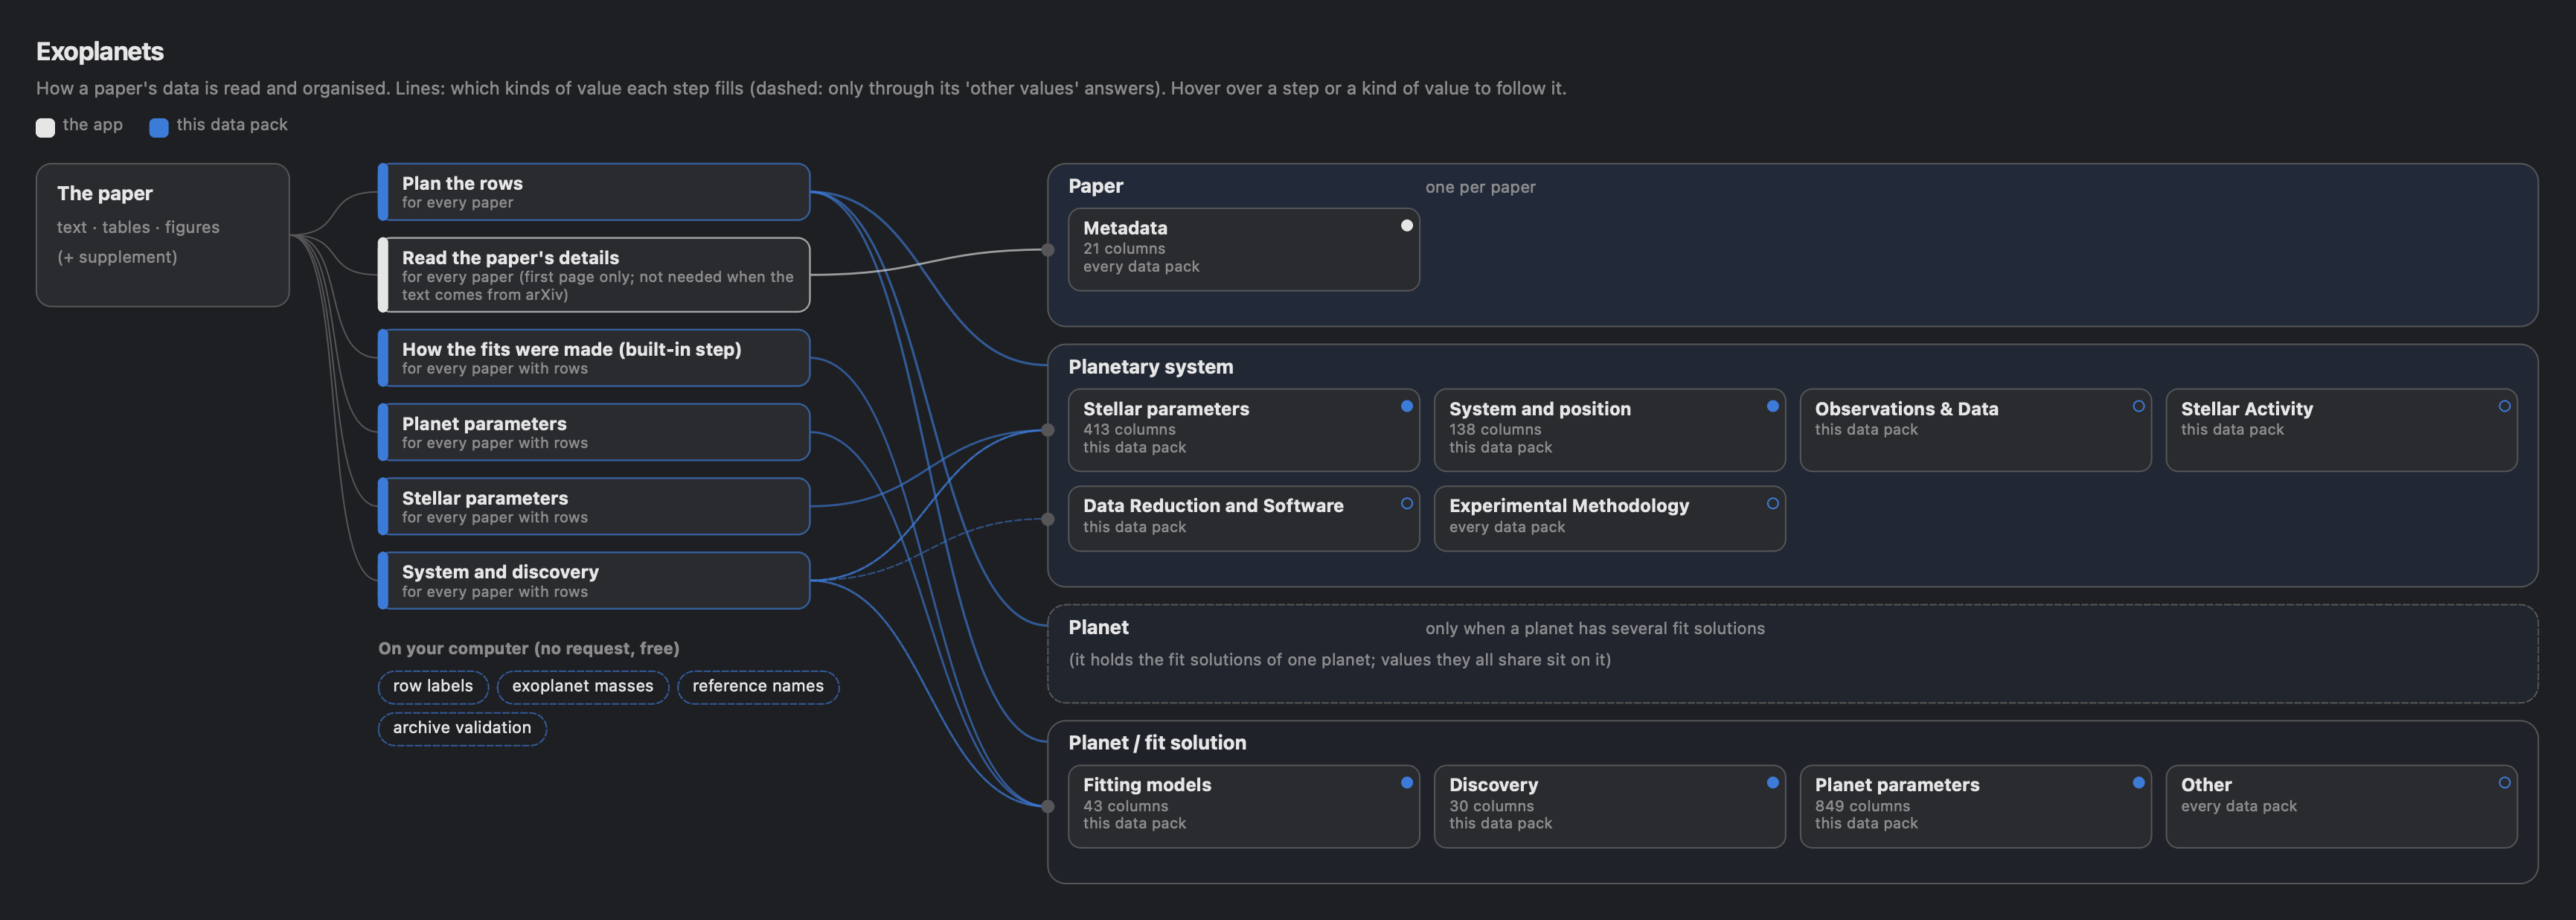 Exoplanets
How a paper's data is read and organised. Lines: which kinds of value each step fills (dashed: only through its 'other values' answers). Hover over a step or a kind of value to follow it.
the app
this data pack
The paper
text · tables · figures
(+ supplement)
Plan the rows
for every paper
Read the paper's details
for every paper (first page only; not needed when the
text comes from arXiv)
How the fits were made (built-in step)
for every paper with rows
Planet parameters
for every paper with rows
Stellar parameters
for every paper with rows
System and discovery
for every paper with rows
On your computer (no request, free)
row labels
exoplanet masses
reference names
archive validation
Paper
one per paper
Metadata
21 columns
every data pack
Planetary system
Stellar parameters
413 columns
this data pack
System and position
138 columns
this data pack
Observations & Data
this data pack
Stellar Activity
this data pack
Data Reduction and Software
this data pack
Experimental Methodology
every data pack
Planet
only when a planet has several fit solutions
(it holds the fit solutions of one planet; values they all share sit on it)
Planet / fit solution
Fitting models
43 columns
this data pack
Discovery
30 columns
this data pack
Planet parameters
849 columns
this data pack
Other
every data pack